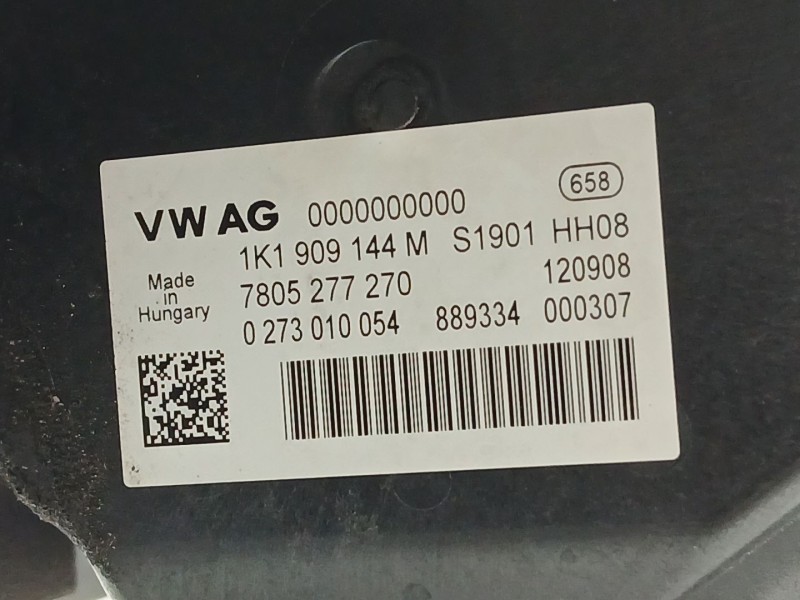 658
VW AG 0000000000
1K1 909 144 M S1901 HH08
Made in Hungary
7805 277 270 120908
0 273 010 054 889334 000307